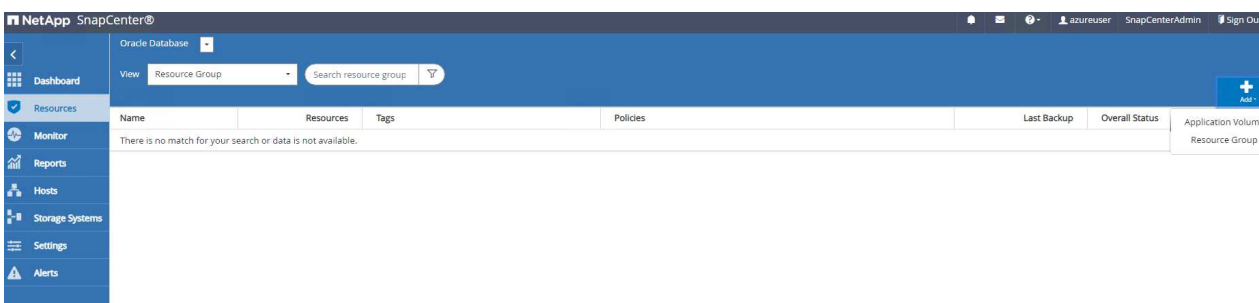 NetApp SnapCenter®
azureuser SnapCenterAdmin Sign Ou
Oracle Database
View Resource Group Search resource group
Dashboard
Resources
Monitor
Reports
Hosts
Storage Systems
Settings
Alerts
Add
Name Resources Tags Policies Last Backup Overall Status
There is no match for your search or data is not available.
Application Volum
Resource Group